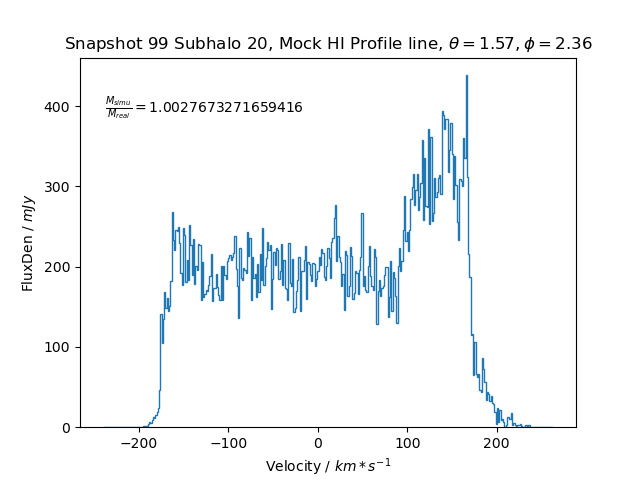 Snapshot 99 Subhalo 20, Mock HI Profile line, θ = 1.57, ϕ = 2.36
M_simu/M_real = 1.0027673271659416
FluxDen / mJy
400
300
200
100
0
−200
−100
0
100
200
Velocity / km * s⁻¹